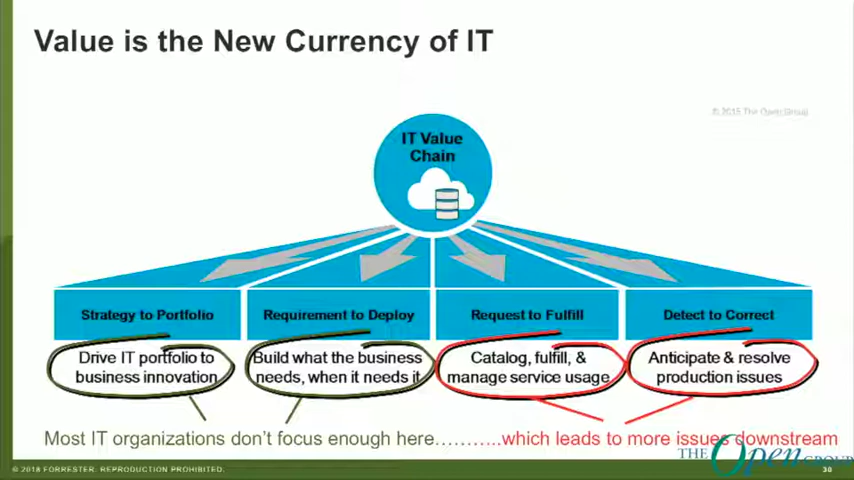 Value is the New Currency of IT
© 2015 The Open Group
IT Value
Chain
Strategy to Portfolio
Requirement to Deploy
Request to Fulfill
Detect to Correct
Drive IT portfolio to
business innovation
Build what the business
needs, when it needs it
Catalog, fulfill, &
manage service usage
Anticipate & resolve
production issues
Most IT organizations don't focus enough here………..which leads to more issues downstream
THE Open GROUP
© 2018 FORRESTER. REPRODUCTION PROHIBITED.
30